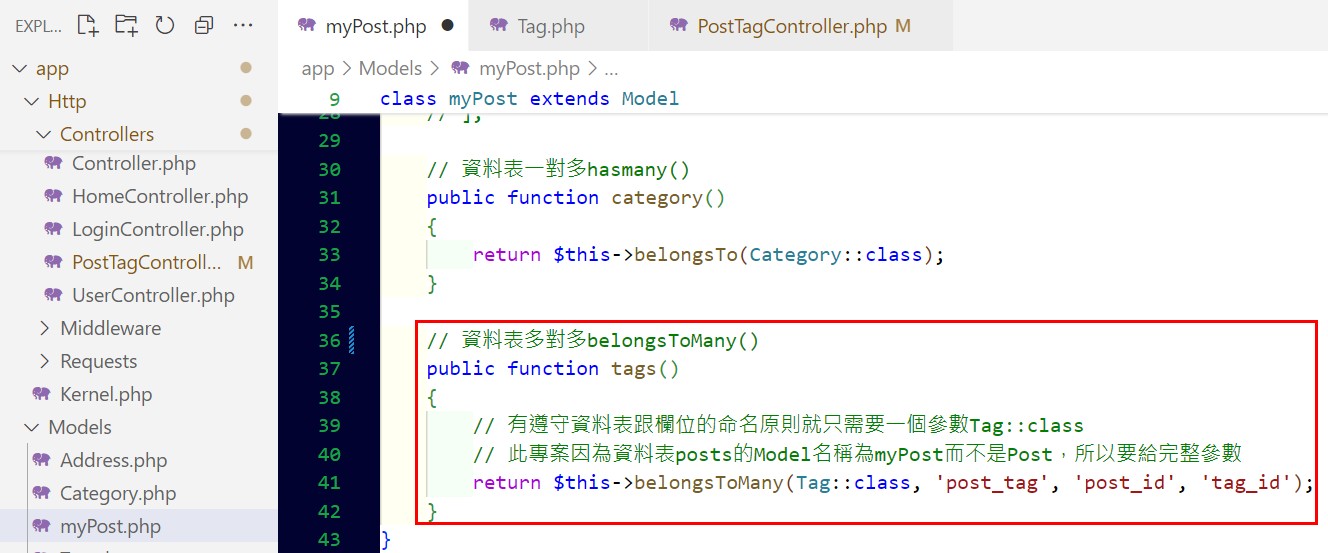 EXPL...
app
Http
Controllers
Controller.php
HomeController.php
LoginController.php
PostTagControll... M
UserController.php
Middleware
Requests
Kernel.php
Models
Address.php
Category.php
myPost.php
myPost.php
Tag.php
PostTagController.php M
app > Models > myPost.php > ...
9 class myPost extends Model
28 // ];
29
30 // 資料表一對多hasmany()
31 public function category()
32 {
33 return $this->belongsTo(Category::class);
34 }
35
36 // 資料表多對多belongsToMany()
37 public function tags()
38 {
39 // 有遵守資料表跟欄位的命名原則就只需要一個參數Tag::class
40 // 此專案因為資料表posts的Model名稱為myPost而不是Post，所以要給完整參數
41 return $this->belongsToMany(Tag::class, 'post_tag', 'post_id', 'tag_id');
42 }
43 }